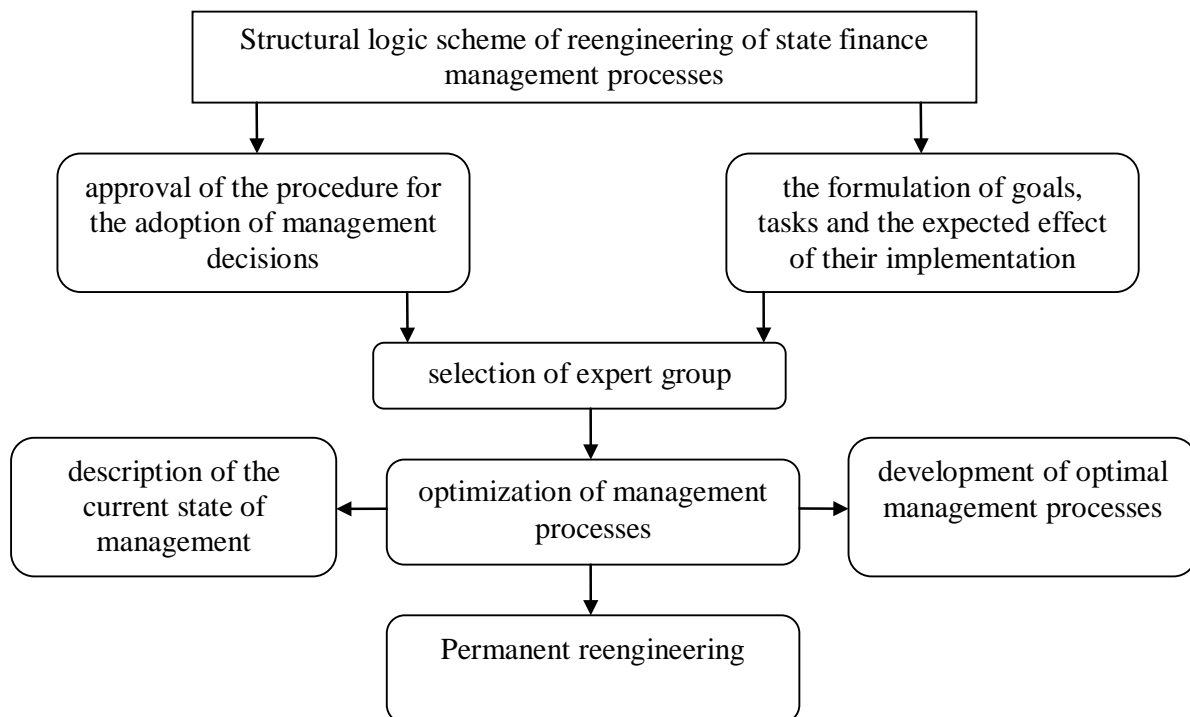 Structural logic scheme of reengineering of state finance
management processes
approval of the procedure for
the adoption of management
decisions
the formulation of goals,
tasks and the expected effect
of their implementation
selection of expert group
description of the
current state of
management
optimization of management
processes
development of optimal
management processes
Permanent reengineering